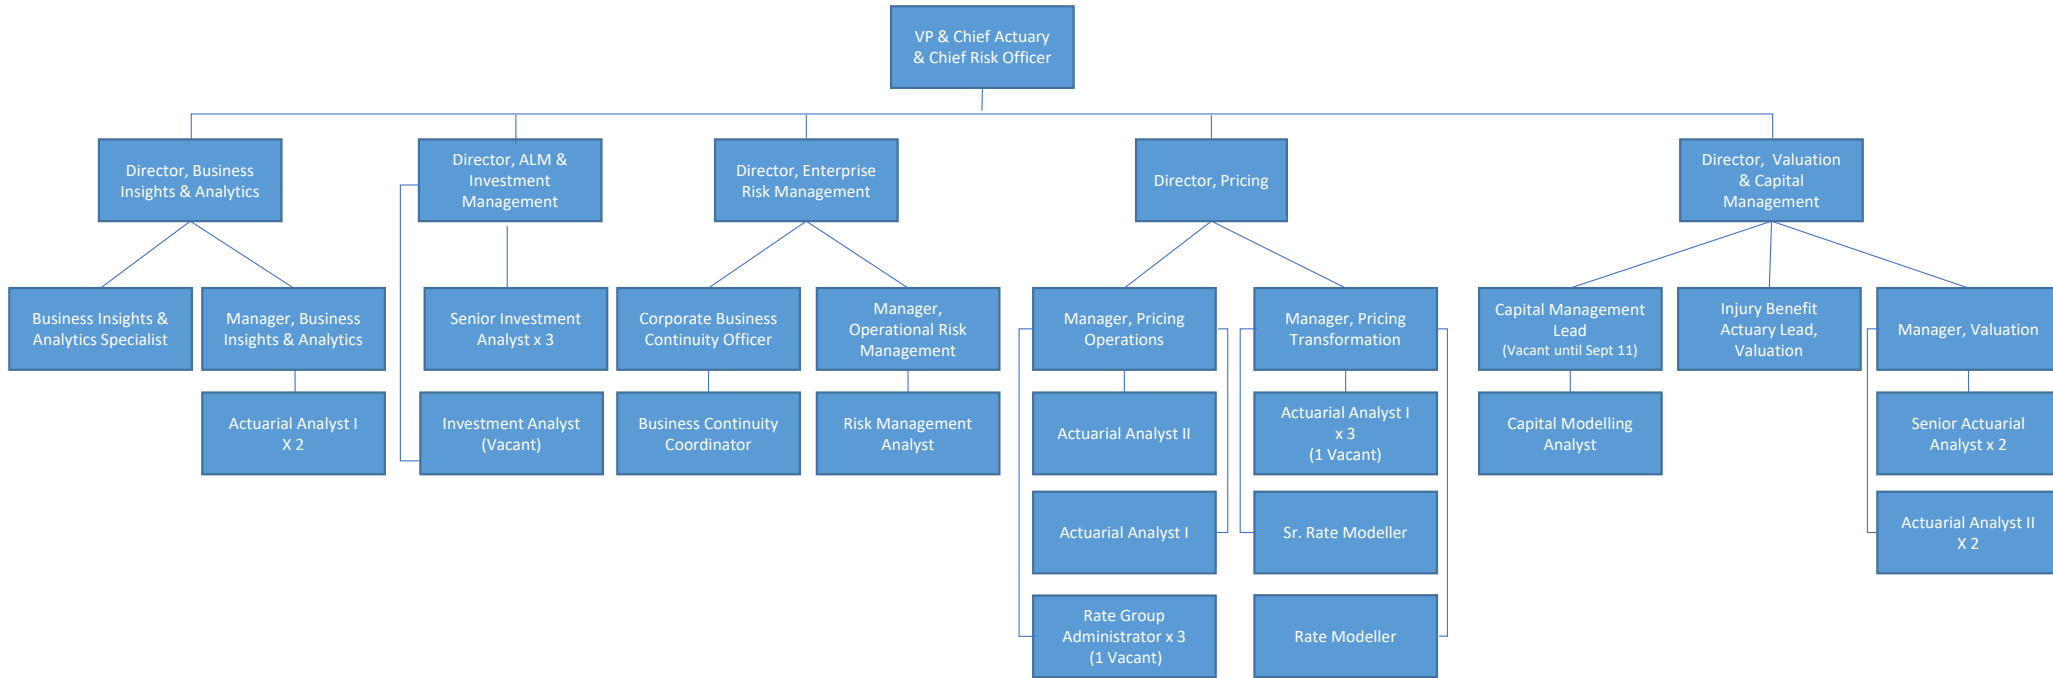 VP & Chief Actuary
& Chief Risk Officer
Director, Business
Insights & Analytics
Director, ALM &
Investment
Management
Director, Enterprise
Risk Management
Director, Pricing
Director,  Valuation
& Capital
Management
Business Insights &
Analytics Specialist
Manager, Business
Insights & Analytics
Senior Investment
Analyst x 3
Corporate Business
Continuity Officer
Manager,
Operational Risk
Management
Manager, Pricing
Operations
Manager, Pricing
Transformation
Capital Management
Lead
(Vacant until Sept 11)
Injury Benefit
Actuary Lead,
Valuation
Manager, Valuation
Actuarial Analyst I
X 2
Investment Analyst
(Vacant)
Business Continuity
Coordinator
Risk Management
Analyst
Actuarial Analyst II
Actuarial Analyst I
x 3
(1 Vacant)
Capital Modelling
Analyst
Senior Actuarial
Analyst x 2
Actuarial Analyst I
Sr. Rate Modeller
Actuarial Analyst II
X 2
Rate Group
Administrator x 3
(1 Vacant)
Rate Modeller